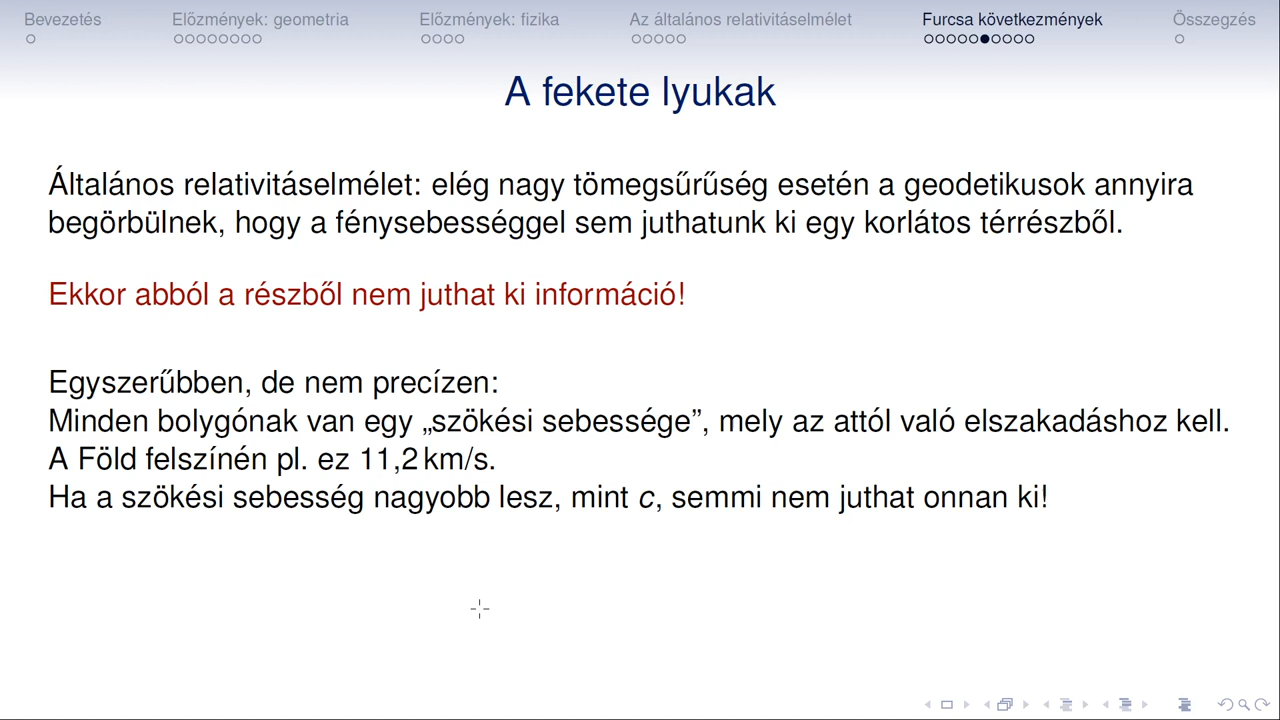 Bevezetés Előzmények: geometria Előzmények: fizika Az általános relativitáselmélet Furcsa következmények Összegzés
A fekete lyukak
Általános relativitáselmélet: elég nagy tömegsűrűség esetén a geodetikusok annyira
begörbülnek, hogy a fénysebességgel sem juthatunk ki egy korlátos térrészből.
Ekkor abból a részből nem juthat ki információ!
Egyszerűbben, de nem precízen:
Minden bolygónak van egy „szökési sebessége”, mely az attól való elszakadáshoz kell.
A Föld felszínén pl. ez 11,2 km/s.
Ha a szökési sebesség nagyobb lesz, mint c, semmi nem juthat onnan ki!